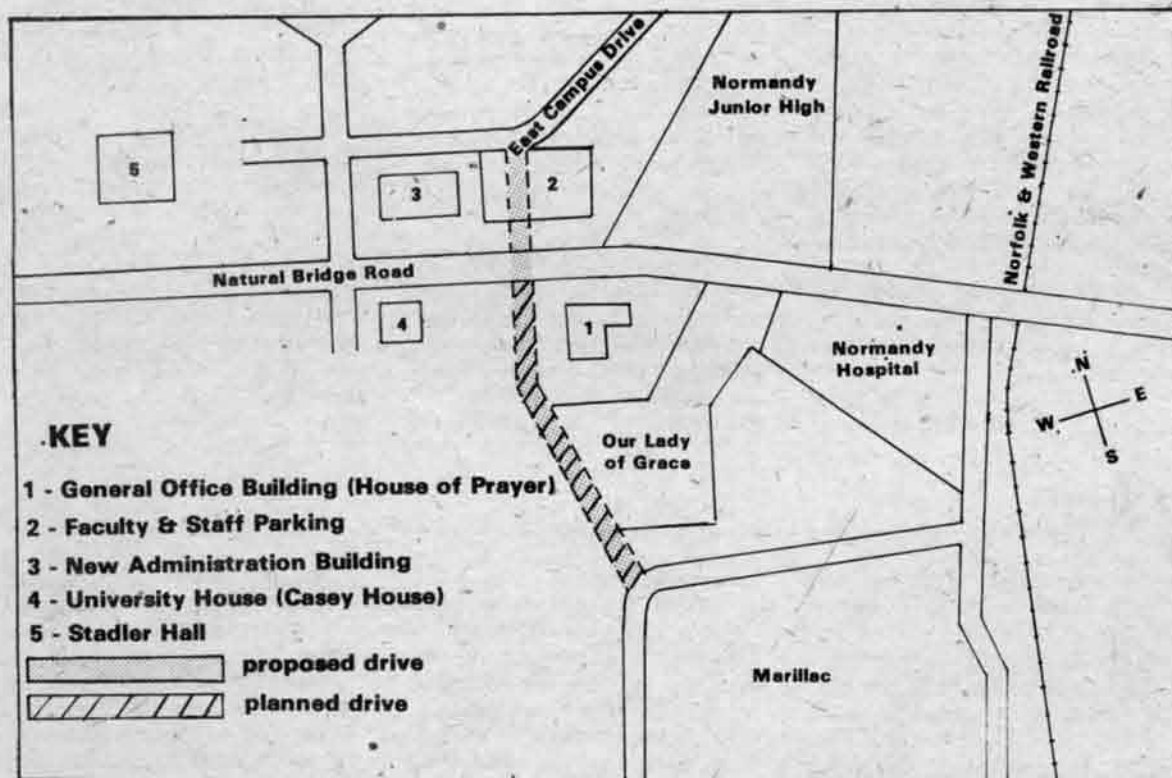 East Campus Drive
Normandy
Junior High
Norfolk & Western Railroad
5
3
2
Natural Bridge Road
4
1
Normandy
Hospital
N
W E
S
Our Lady
of Grace
KEY
1 - General Office Building (House of Prayer)
2 - Faculty & Staff Parking
3 - New Administration Building
4 - University House (Casey House)
5 - Stadler Hall
proposed drive
planned drive
Marillac